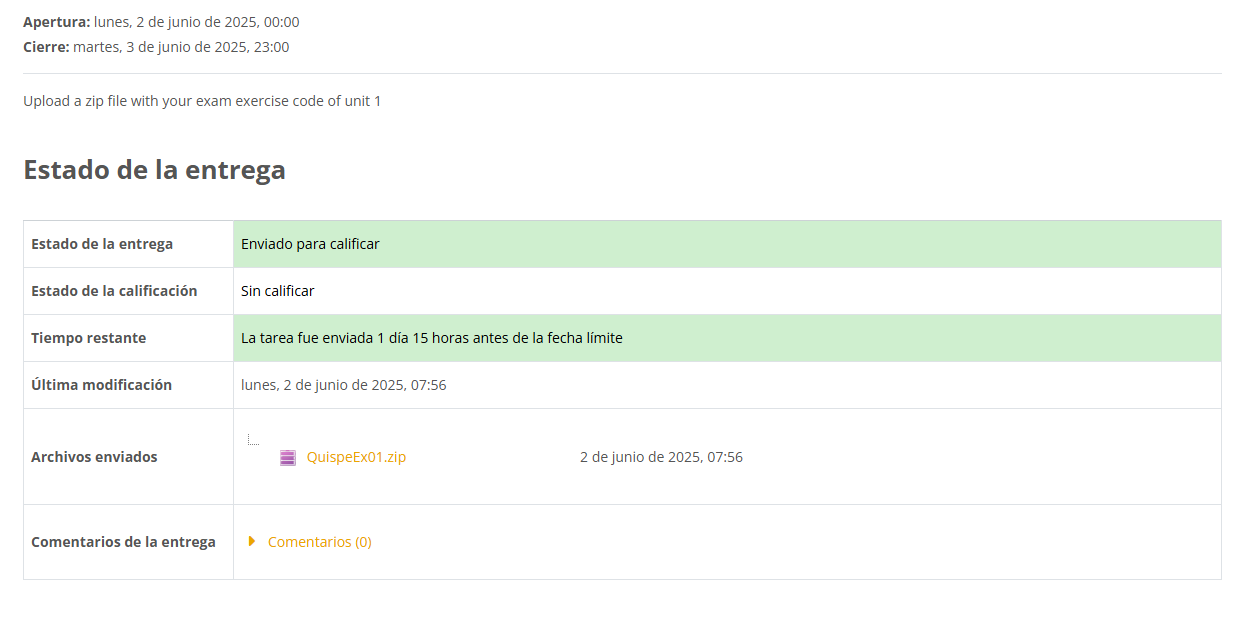 Apertura: lunes, 2 de junio de 2025, 00:00
Cierre: martes, 3 de junio de 2025, 23:00
Upload a zip file with your exam exercise code of unit 1
Estado de la entrega
Estado de la entrega Enviado para calificar
Estado de la calificación Sin calificar
Tiempo restante La tarea fue enviada 1 día 15 horas antes de la fecha límite
Última modificación lunes, 2 de junio de 2025, 07:56
Archivos enviados QuispeEx01.zip 2 de junio de 2025, 07:56
Comentarios de la entrega Comentarios (0)